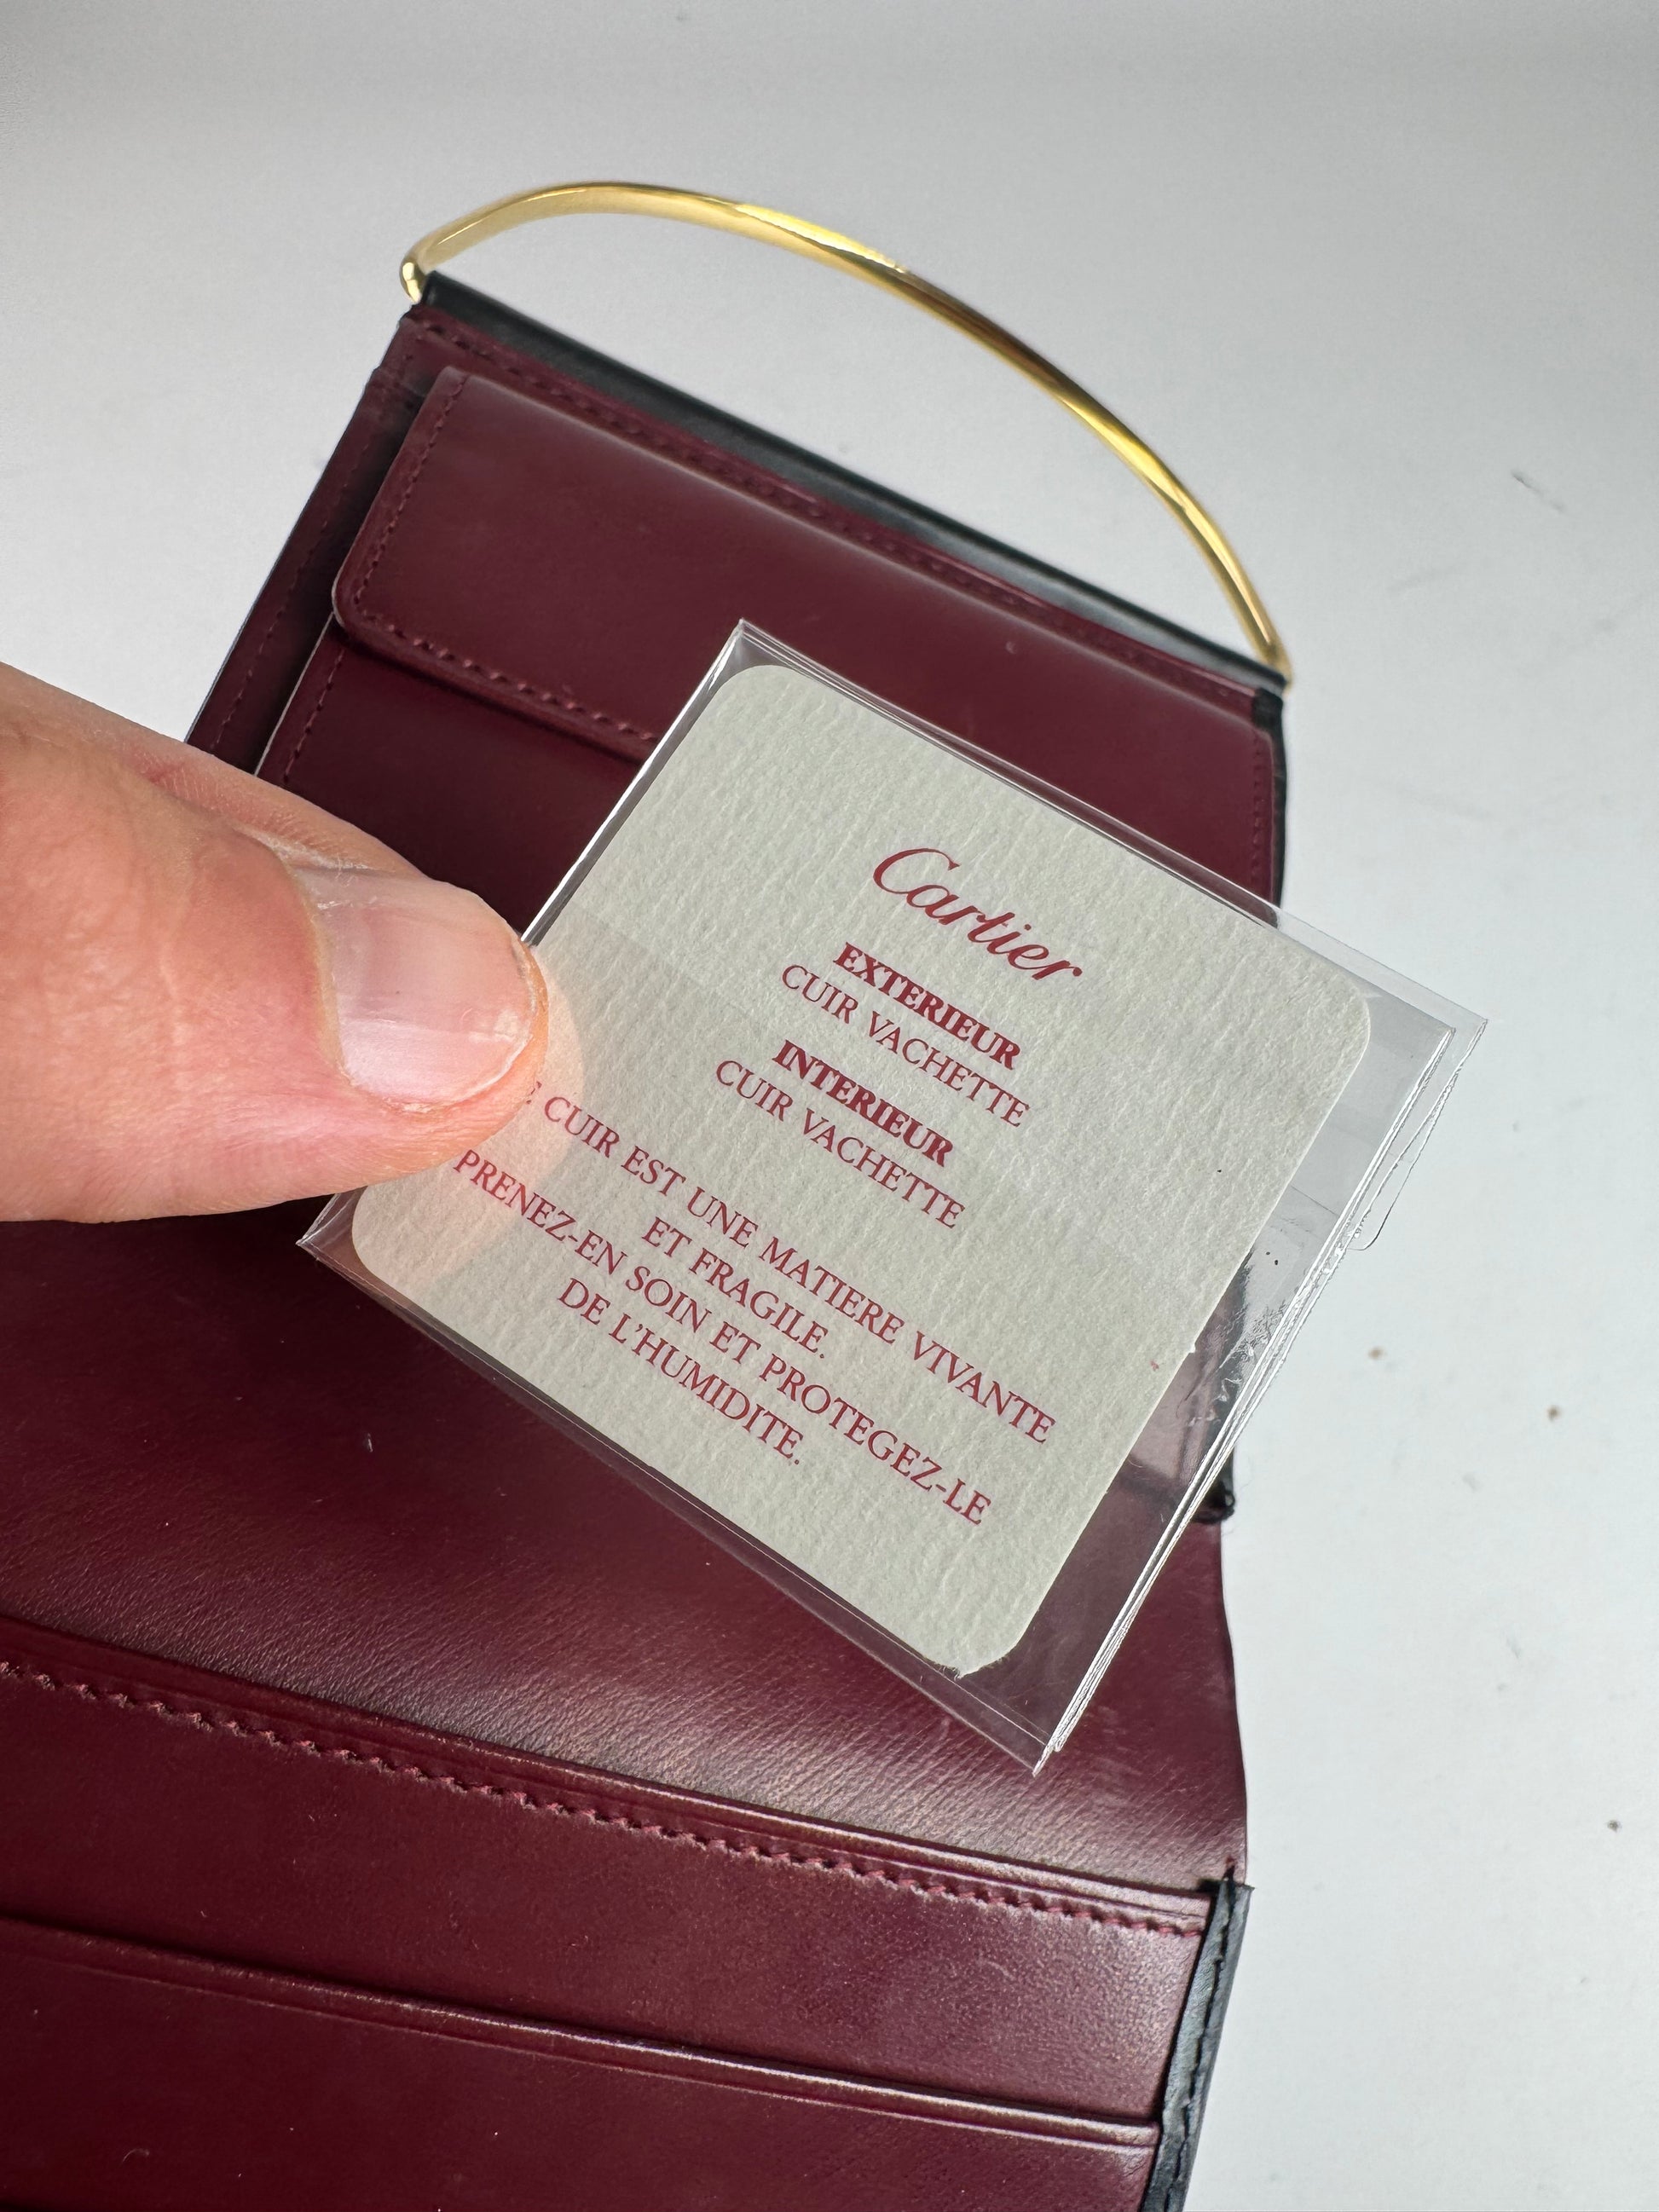 Cartier
EXTERIEUR
CUIR VACHETTE
INTERIEUR
CUIR VACHETTE
CUIR EST UNE MATIERE VIVANTE
ET FRAGILE.
PRENEZ-EN SOIN ET PROTEGEZ-LE
DE L'HUMIDITE.